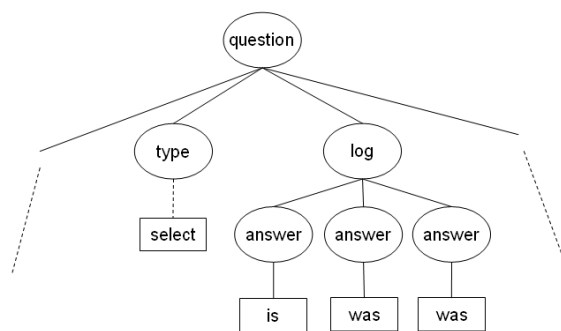 question
type log
select answer answer answer
is was was